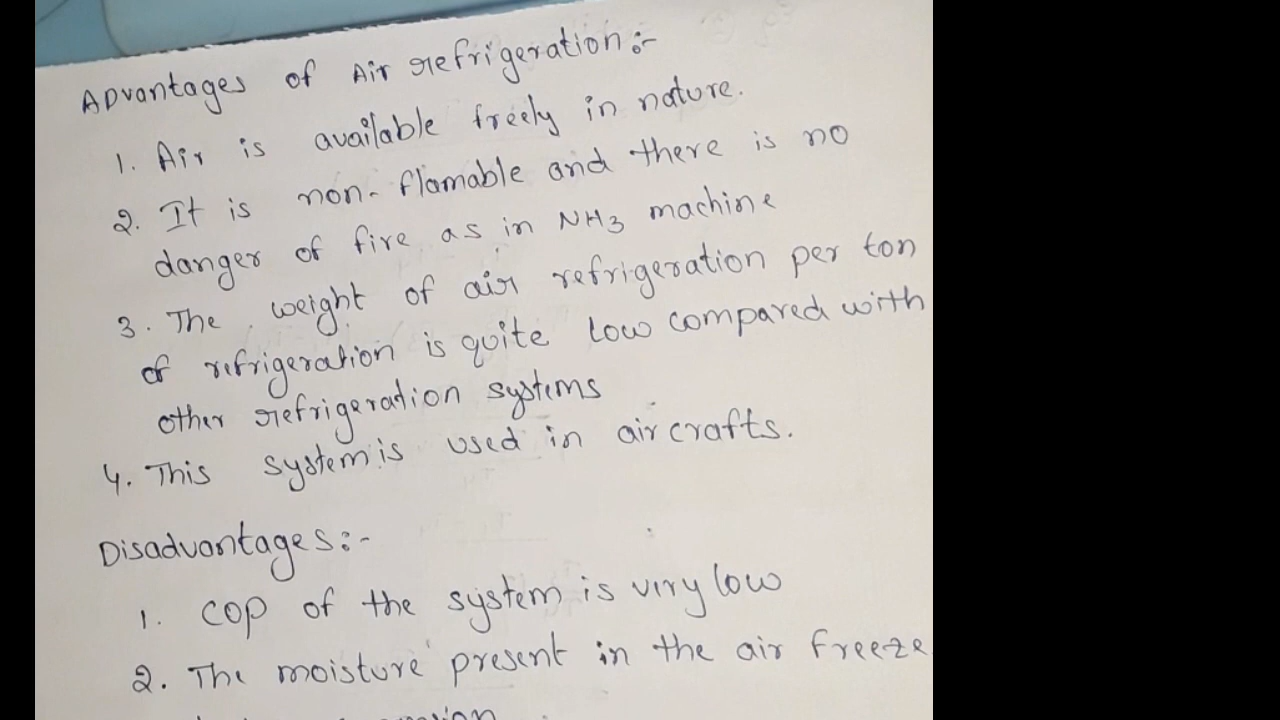 ADvantages of Air refrigeration:-
1. Air is available freely in nature.
2. It is non-flamable and there is no
danger of fire as in NH3 machine
3. The weight of air refrigeration per ton
of refrigeration is quite low compared with
other refrigeration systems
4. This system is used in aircrafts.
Disadvantages:-
1. COP of the system is very low
2. The moisture present in the air freeze